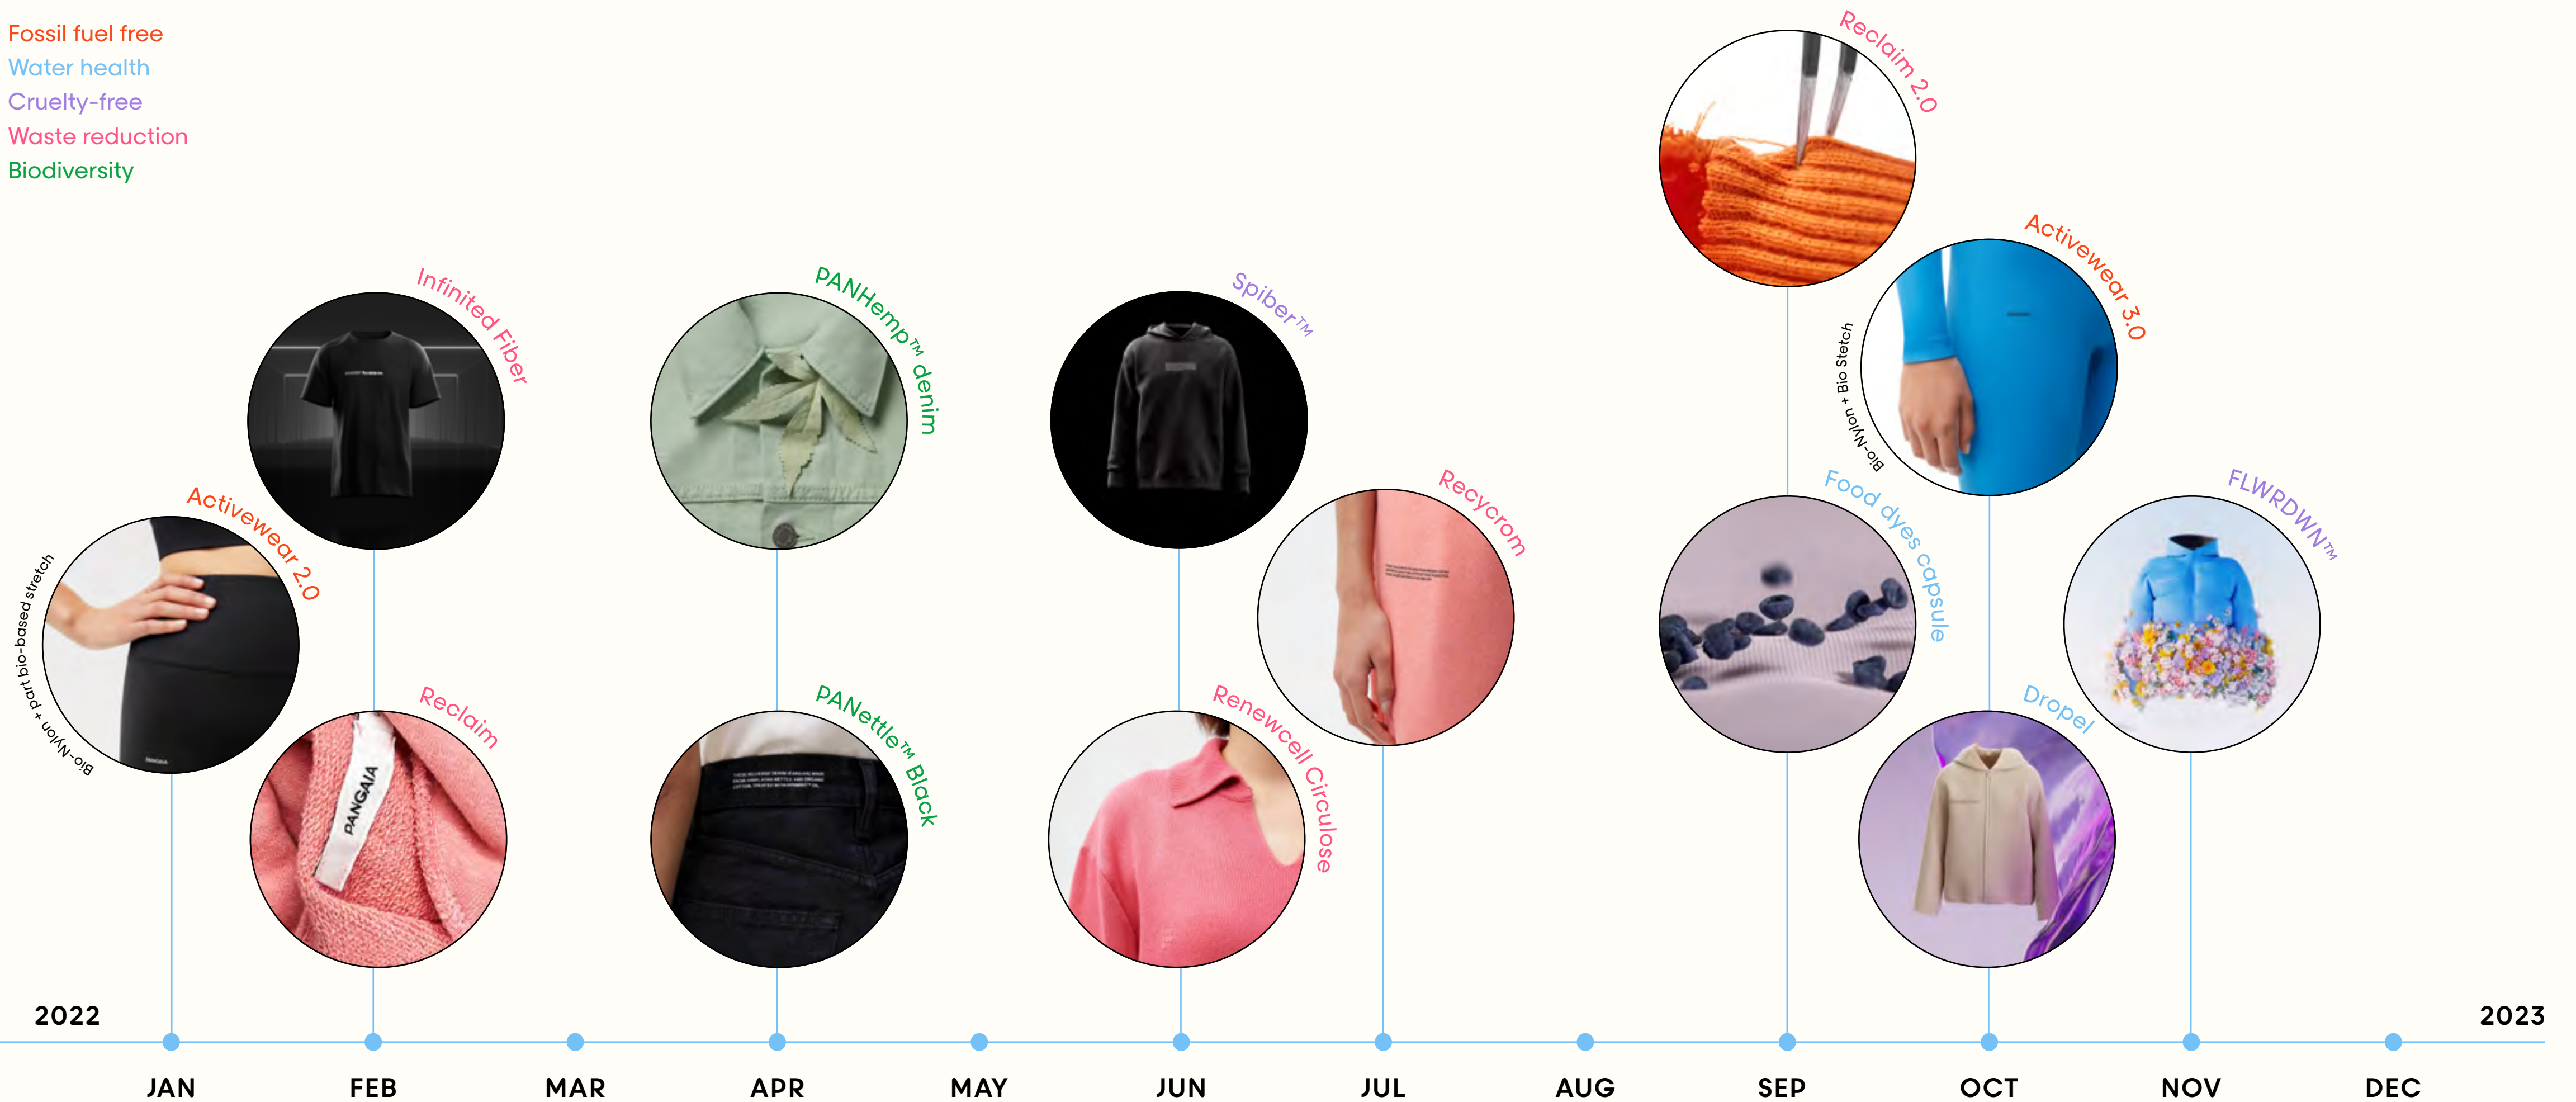 Fossil fuel free
Water health
Cruelty-free
Waste reduction
Biodiversity
Activewear 2.0
Bio-Nylon + part bio-based stretch
PANGAIA
Infinited Fiber
Reclaim
PANGAIA
PANHemp™ denim
PANettle™ Black
Spiber™
Renewcell Circulose
Recycrom
Reclaim 2.0
Food dyes capsule
Activewear 3.0
Bio-Nylon + Bio Stetch
Dropel
FLWRDWN™
2022
2023
JAN
FEB
MAR
APR
MAY
JUN
JUL
AUG
SEP
OCT
NOV
DEC